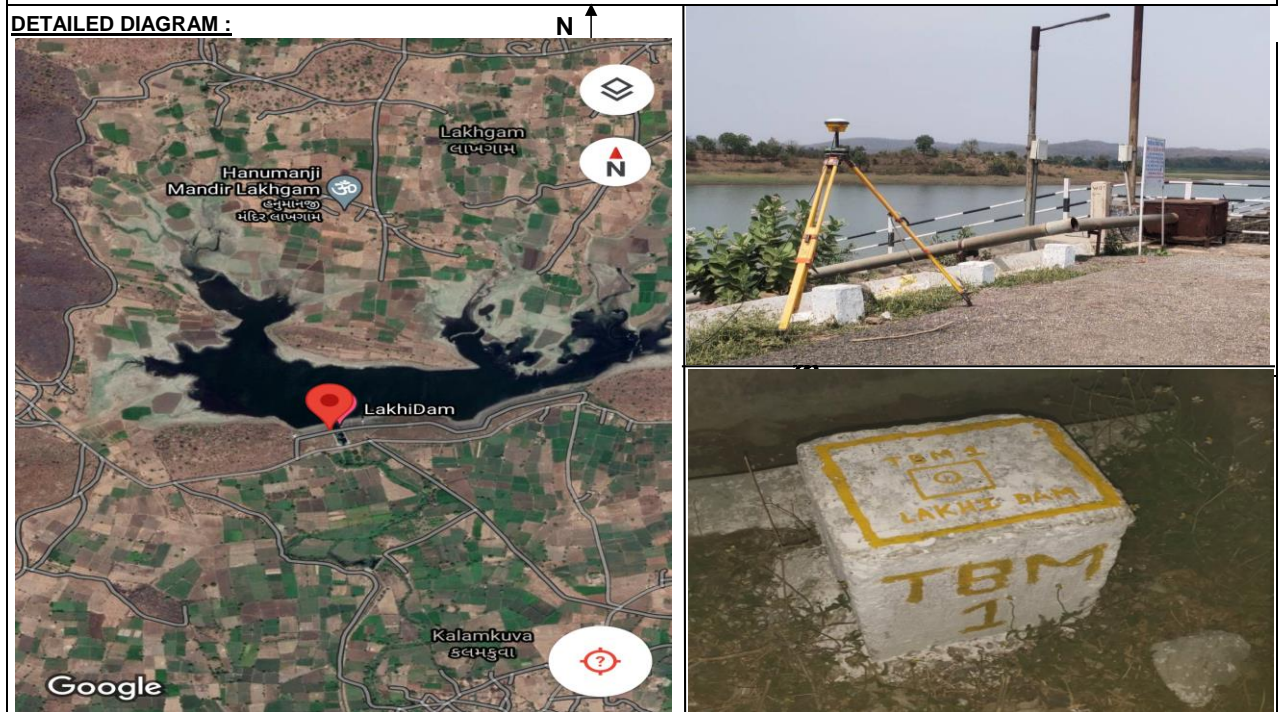 DETAILED DIAGRAM :
N
Lakhgam
લાખગામ
N
Hanumanji
Mandir Lakhgam
હનુમાનજી
મંદિર લાખગામ
LakhiDam
Kalamkuva
કલમકુવા
?
Google
TBM 1
LAKHI DAM
TBM
1